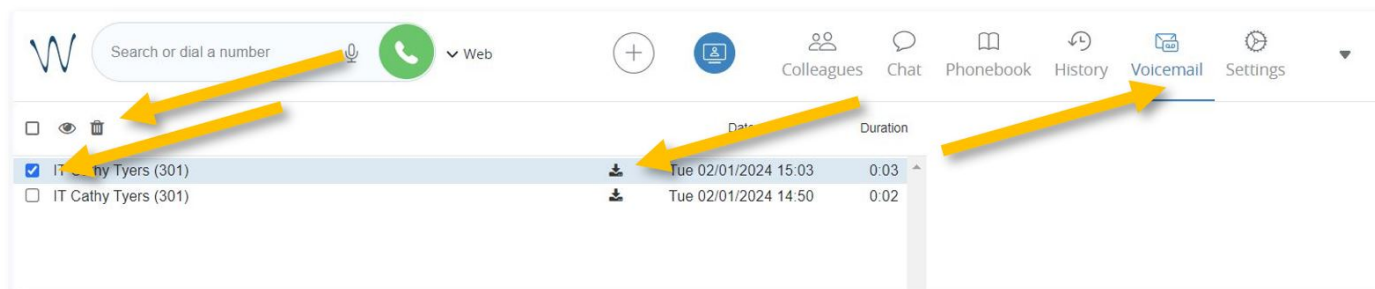 W
Search or dial a number
Web
Colleagues Chat Phonebook History Voicemail Settings
Duration
IT Cathy Tyers (301) Tue 02/01/2024 15:03 0:03
IT Cathy Tyers (301) Tue 02/01/2024 14:50 0:02